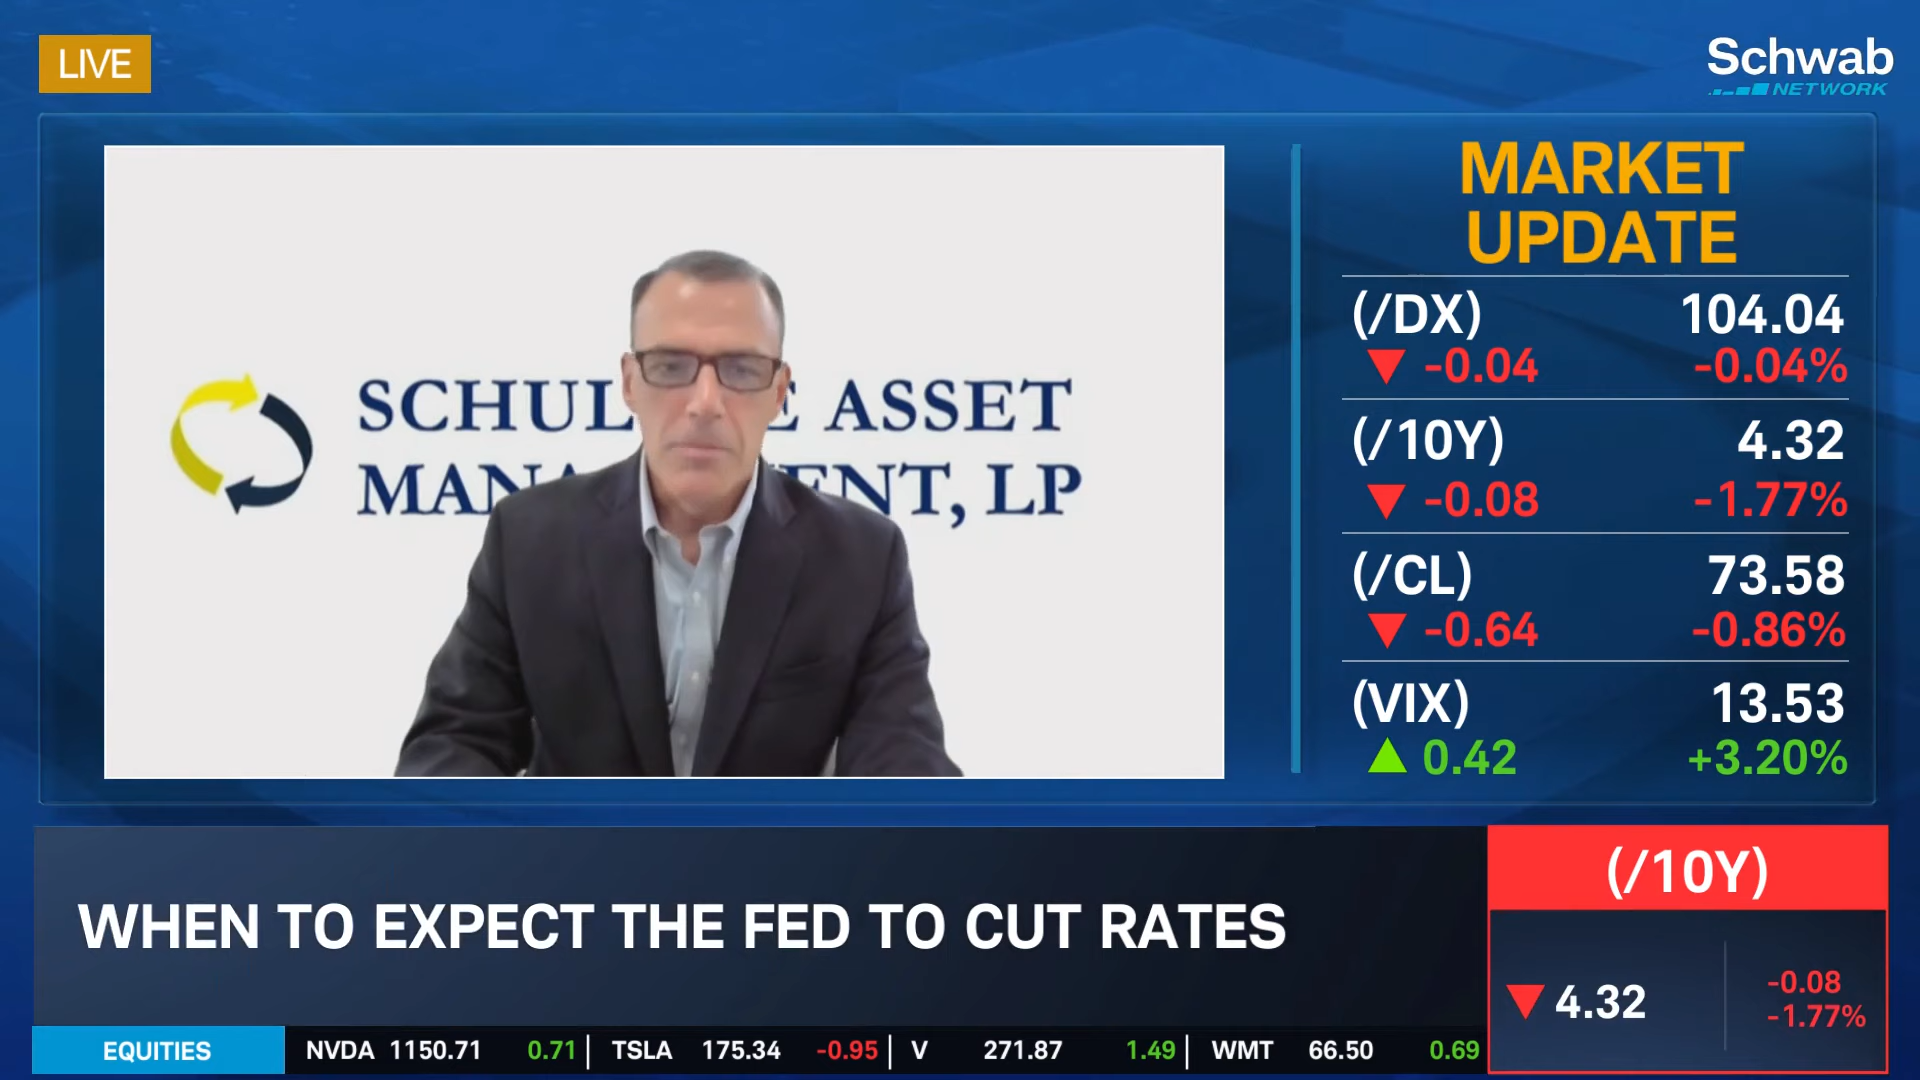 LIVE
Schwab
NETWORK
SCHUL E ASSET
MAN ENT, LP
MARKET
UPDATE
(/DX) 104.04
▼ -0.04 -0.04%
(/10Y) 4.32
▼ -0.08 -1.77%
(/CL) 73.58
▼ -0.64 -0.86%
(VIX) 13.53
▲ 0.42 +3.20%
WHEN TO EXPECT THE FED TO CUT RATES
(/10Y)
▼ 4.32
-0.08
-1.77%
EQUITIES NVDA 1150.71 0.71 TSLA 175.34 -0.95 V 271.87 1.49 WMT 66.50 0.69